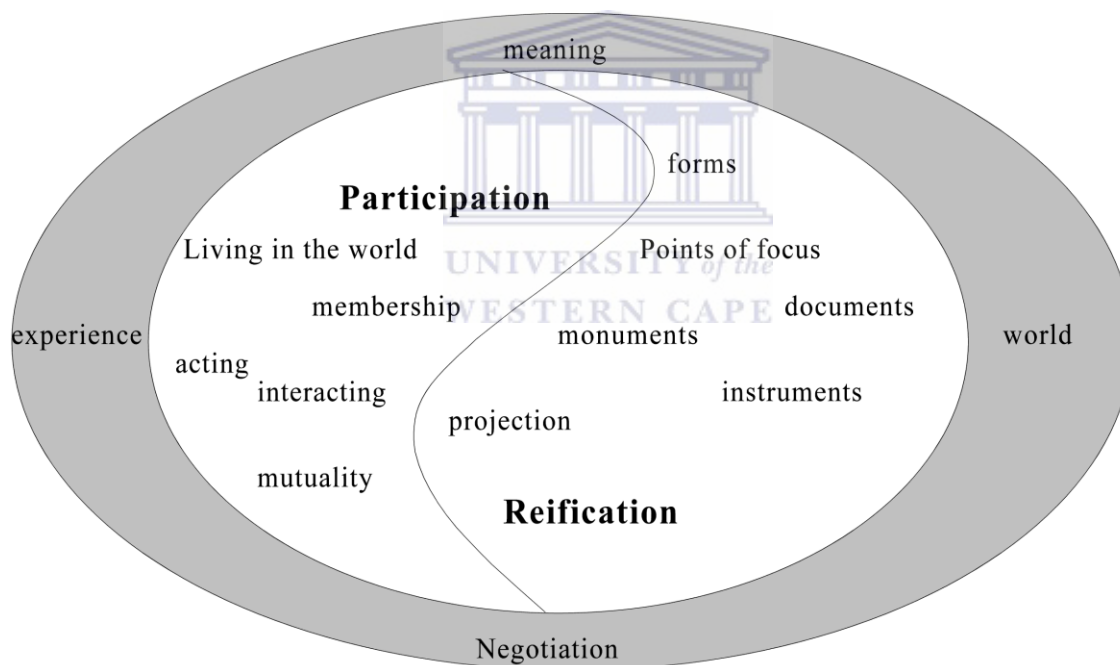 meaning
forms
Participation
Living in the world
Points of focus
UNIVERSITY of the
membership
documents
WESTERN CAPE
experience
monuments
world
acting
interacting
instruments
projection
mutuality
Reification
Negotiation